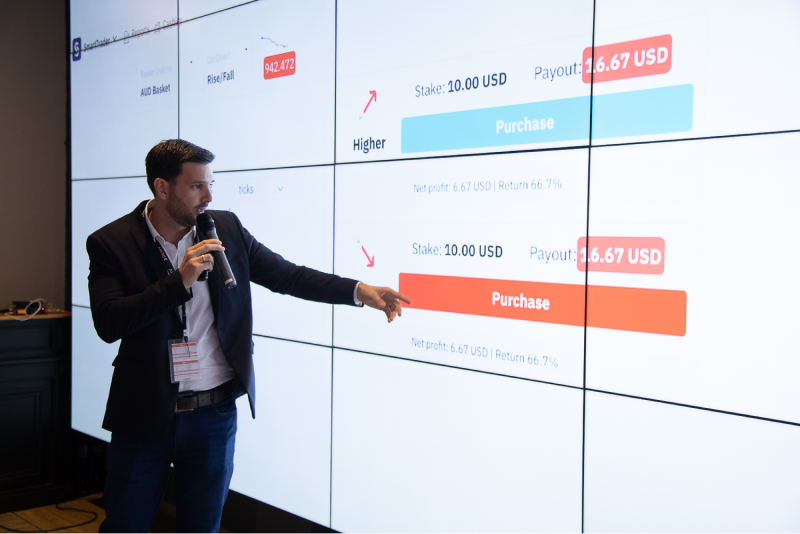 SmartTrader
Reports
AUD Basket
Rise/Fall
942.472
ticks
Higher
Stake: 10.00 USD
Payout: 16.67 USD
Purchase
Net profit: 6.67 USD | Return 66.7%
Stake: 10.00 USD
Payout: 16.67 USD
Purchase
Net profit: 6.67 USD | Return 66.7%